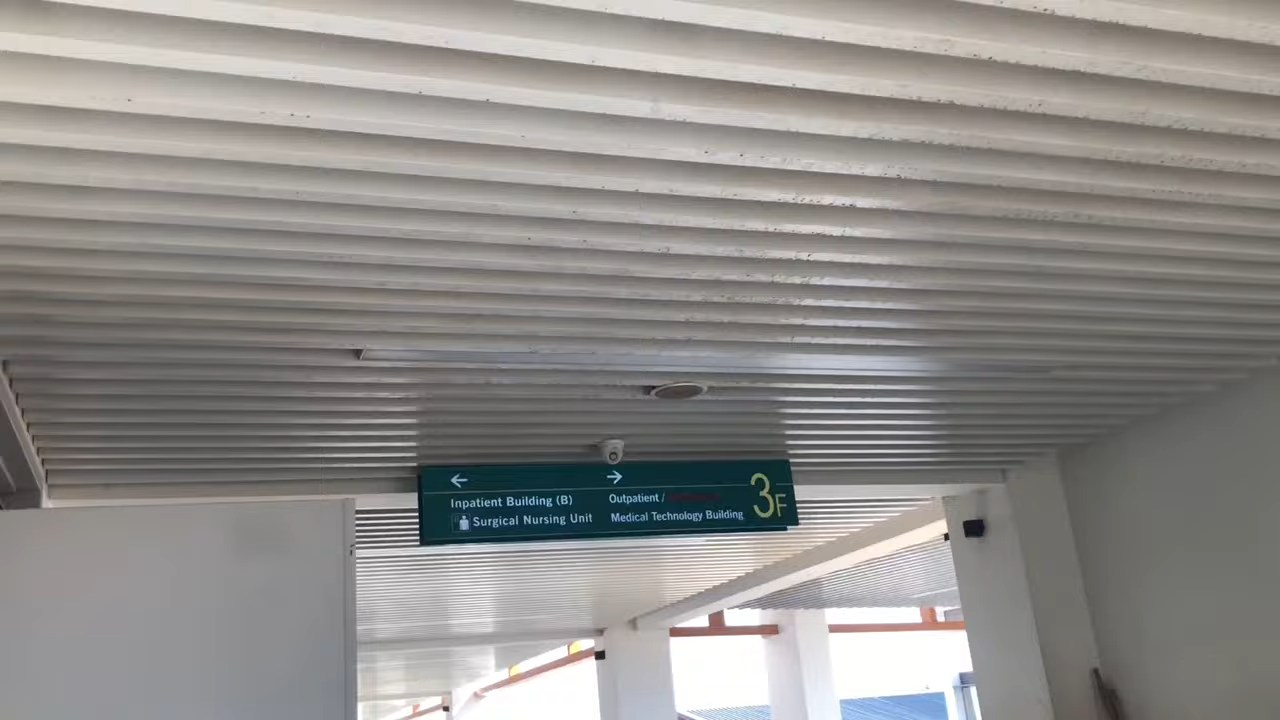 ← →
Inpatient Building (B)
Surgical Nursing Unit
Outpatient /
Medical Technology Building
3F